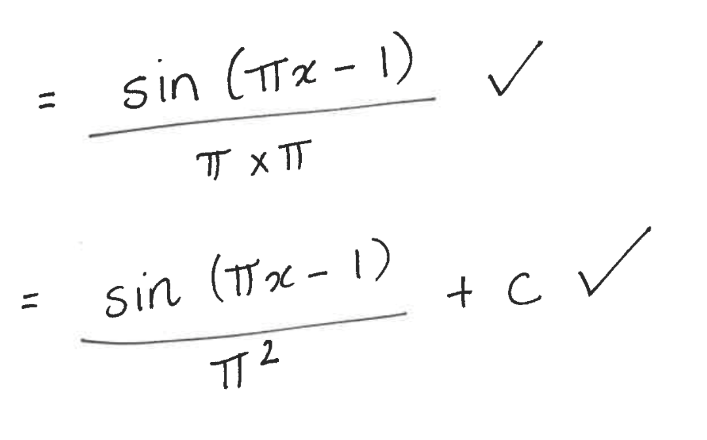 = sin (πx - 1) / π × π ✓
= sin (πx - 1) / π² + C ✓